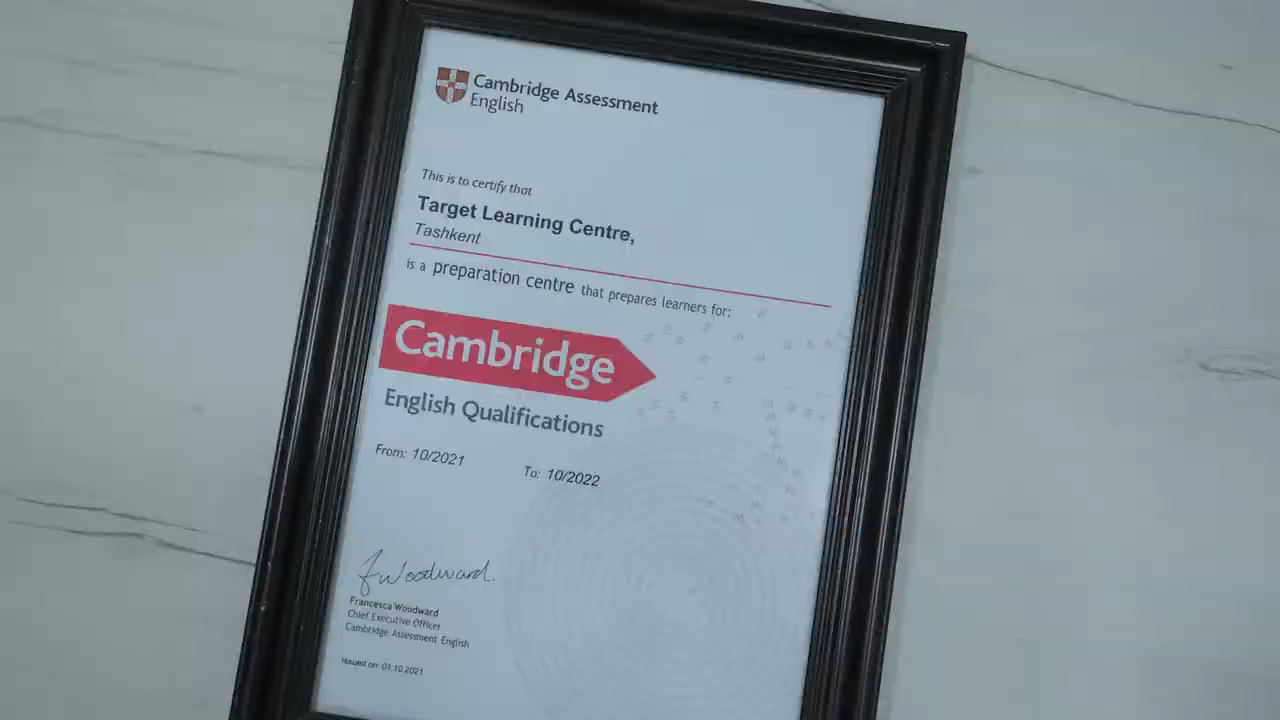 Cambridge Assessment
English
This is to certify that
Target Learning Centre,
Tashkent
is a preparation centre that prepares learners for:
Cambridge
English Qualifications
From: 10/2021 To: 10/2022
F Woodward.
Francesca Woodward
Chief Executive Officer
Cambridge Assessment English
Issued on: 01.10.2021